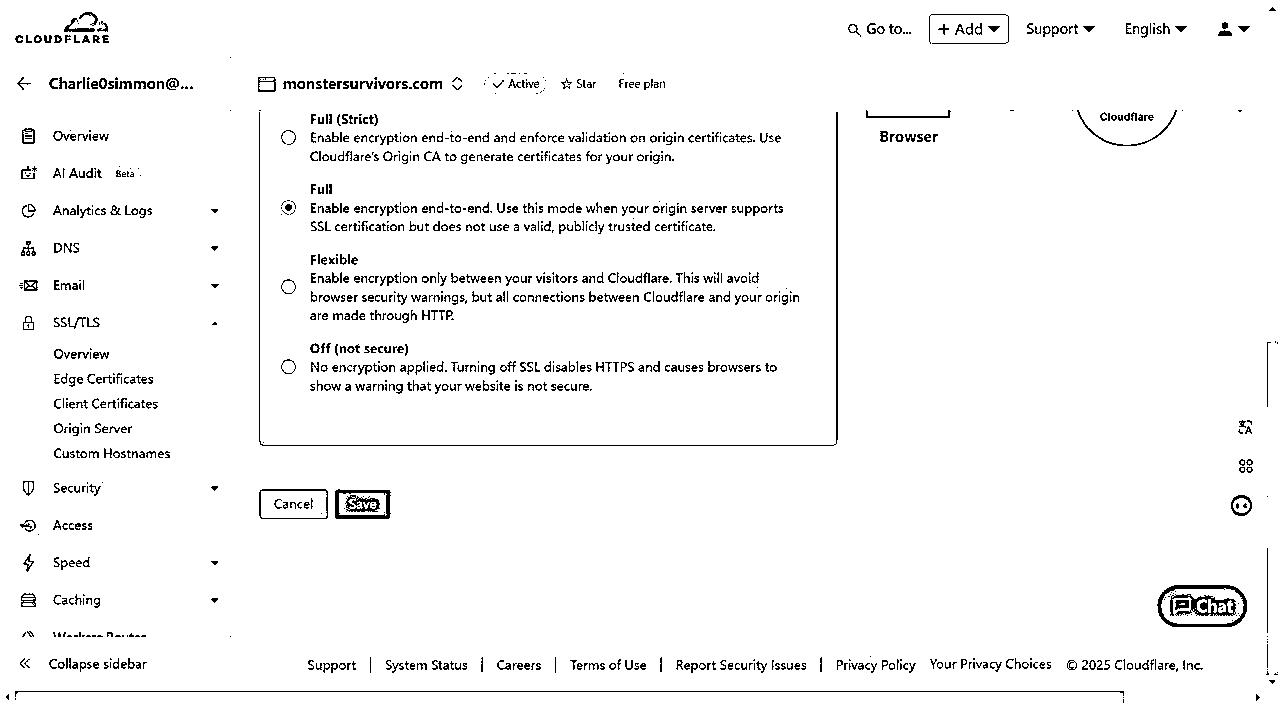 CLOUDFLARE
Go to...
+ Add
Support
English
Charlie0simmon@...
monstersurvivors.com
Active
Star
Free plan
Overview
AI Audit Beta
Analytics & Logs
DNS
Email
SSL/TLS
Overview
Edge Certificates
Client Certificates
Origin Server
Custom Hostnames
Security
Access
Speed
Caching
Workers Routes
Collapse sidebar
Full (Strict)
Enable encryption end-to-end and enforce validation on origin certificates. Use
Cloudflare's Origin CA to generate certificates for your origin.
Full
Enable encryption end-to-end. Use this mode when your origin server supports
SSL certification but does not use a valid, publicly trusted certificate.
Flexible
Enable encryption only between your visitors and Cloudflare. This will avoid
browser security warnings, but all connections between Cloudflare and your origin
are made through HTTP.
Off (not secure)
No encryption applied. Turning off SSL disables HTTPS and causes browsers to
show a warning that your website is not secure.
Browser
Cloudflare
Cancel
Save
Chat
Support | System Status | Careers | Terms of Use | Report Security Issues | Privacy Policy Your Privacy Choices © 2025 Cloudflare, Inc.